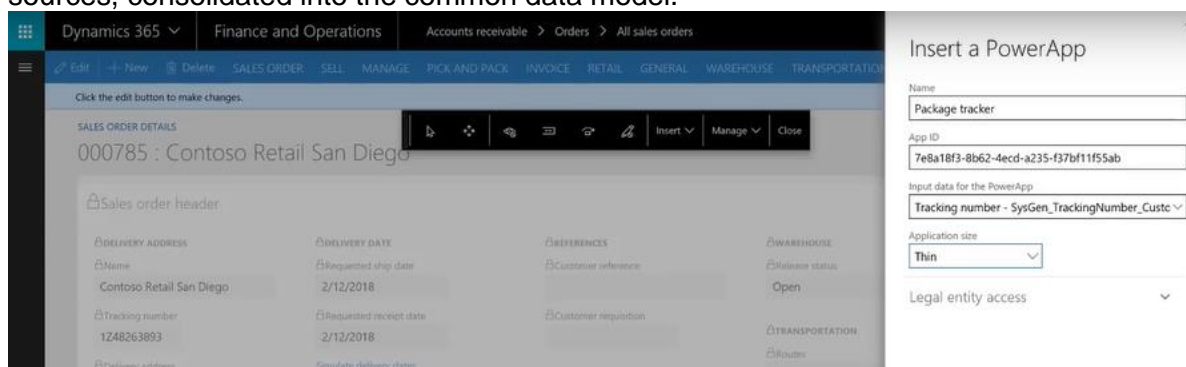 sources, consolidated into the common data model.
Dynamics 365 Finance and Operations Accounts receivable > Orders > All sales orders
Edit + New Delete SALES ORDER SELL MANAGE PICK AND PACK INVOICE RETAIL GENERAL WAREHOUSE TRANSPORTATION
Click the edit button to make changes.
SALES ORDER DETAILS
Insert Manage Close
000785 : Contoso Retail San Diego
Sales order header
DELIVERY ADDRESS DELIVERY DATE REFERENCES WAREHOUSE
Name Requested ship date Customer reference Release status
Contoso Retail San Diego 2/12/2018 Open
Tracking number Requested receipt date Customer requisition
1Z48263893 2/12/2018
TRANSPORTATION
Delivery address Simulate delivery dates Routes
Insert a PowerApp
Name
Package tracker
App ID
7e8a18f3-8b62-4ecd-a235-f37bf11f55ab
Input data for the PowerApp
Tracking number - SysGen_TrackingNumber_Custc
Application size
Thin
Legal entity access